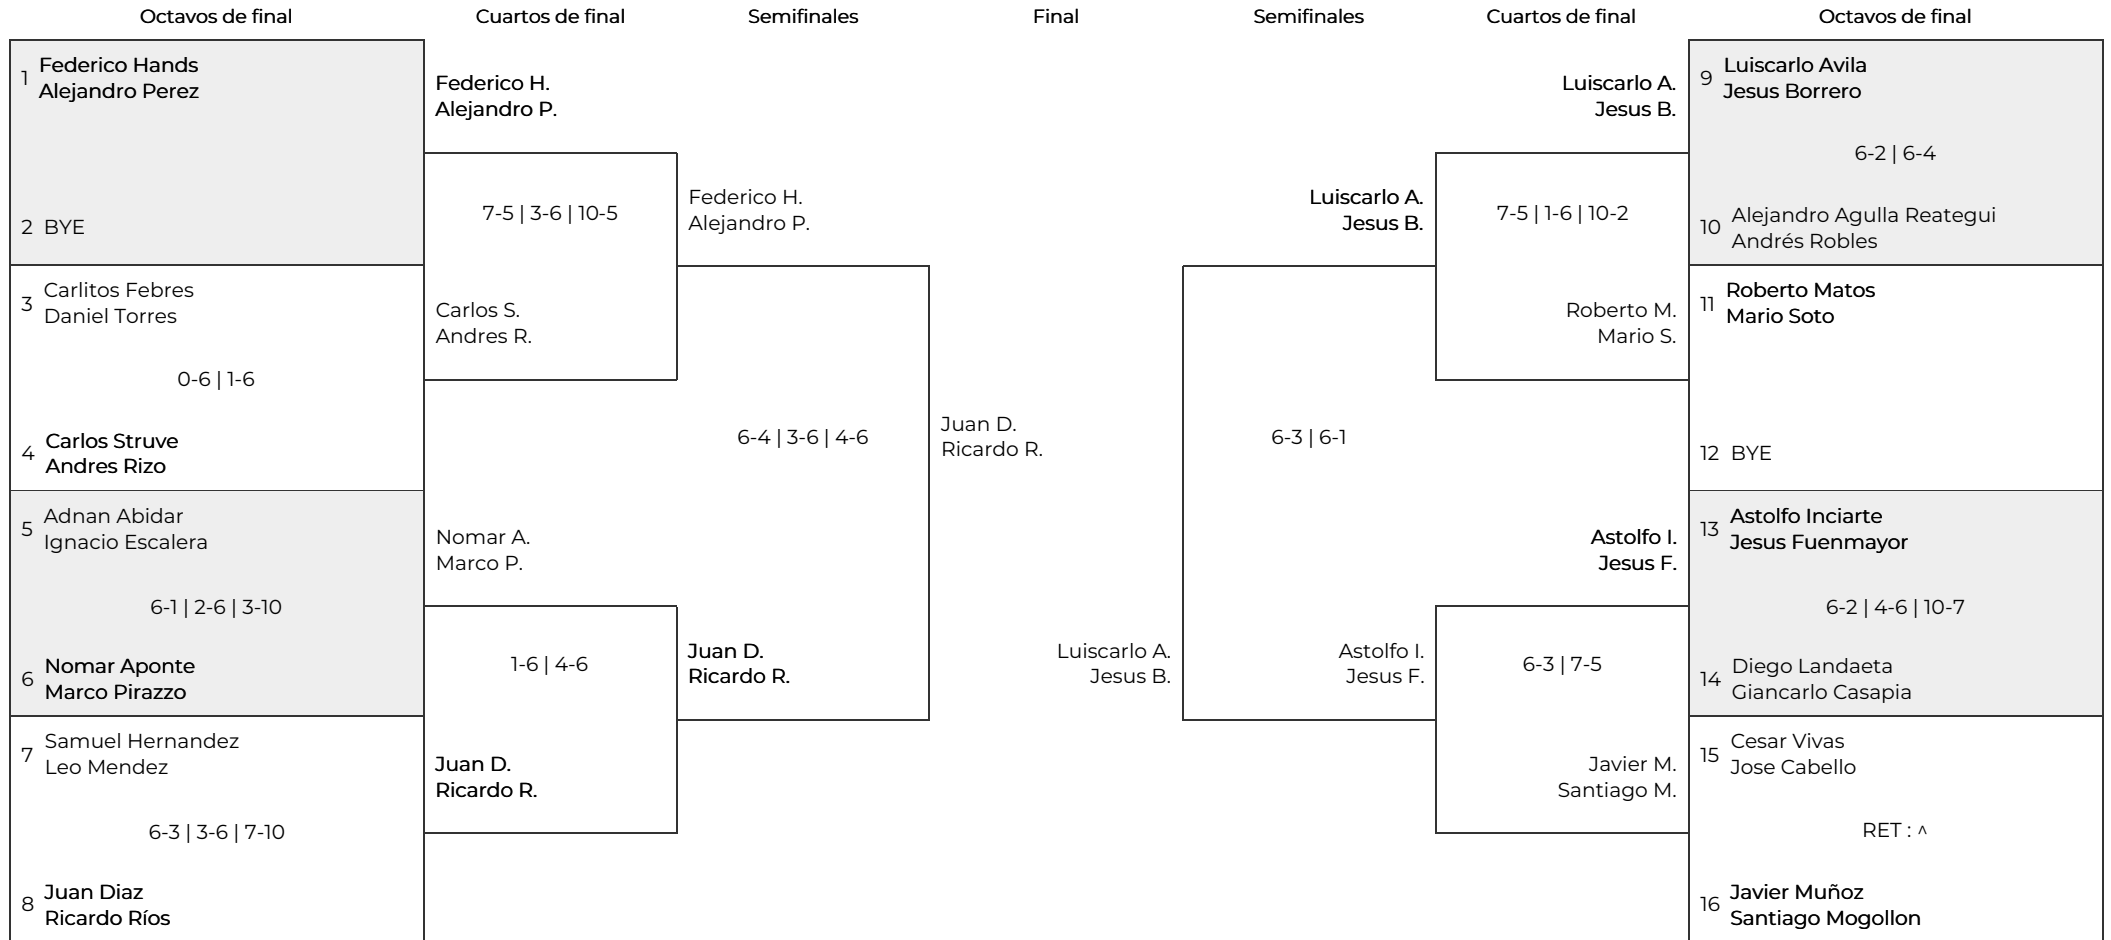 Octavos de final
Cuartos de final
Semifinales
Final
Semifinales
Cuartos de final
Octavos de final
1
Federico Hands
Alejandro Perez
2 BYE
3
Carlitos Febres
Daniel Torres
0-6 | 1-6
4
Carlos Struve
Andres Rizo
5
Adnan Abidar
Ignacio Escalera
6-1 | 2-6 | 3-10
6
Nomar Aponte
Marco Pirazzo
7
Samuel Hernandez
Leo Mendez
6-3 | 3-6 | 7-10
8
Juan Diaz
Ricardo Ríos
Federico H.
Alejandro P.
7-5 | 3-6 | 10-5
Carlos S.
Andres R.
Nomar A.
Marco P.
1-6 | 4-6
Juan D.
Ricardo R.
Federico H.
Alejandro P.
6-4 | 3-6 | 4-6
Juan D.
Ricardo R.
Juan D.
Ricardo R.
Luiscarlo A.
Jesus B.
Luiscarlo A.
Jesus B.
6-3 | 6-1
Astolfo I.
Jesus F.
Luiscarlo A.
Jesus B.
7-5 | 1-6 | 10-2
Roberto M.
Mario S.
Astolfo I.
Jesus F.
6-3 | 7-5
Javier M.
Santiago M.
9
Luiscarlo Avila
Jesus Borrero
6-2 | 6-4
10
Alejandro Agulla Reategui
Andrés Robles
11
Roberto Matos
Mario Soto
12 BYE
13
Astolfo Inciarte
Jesus Fuenmayor
6-2 | 4-6 | 10-7
14
Diego Landaeta
Giancarlo Casapia
15
Cesar Vivas
Jose Cabello
RET : ^
16
Javier Muñoz
Santiago Mogollon